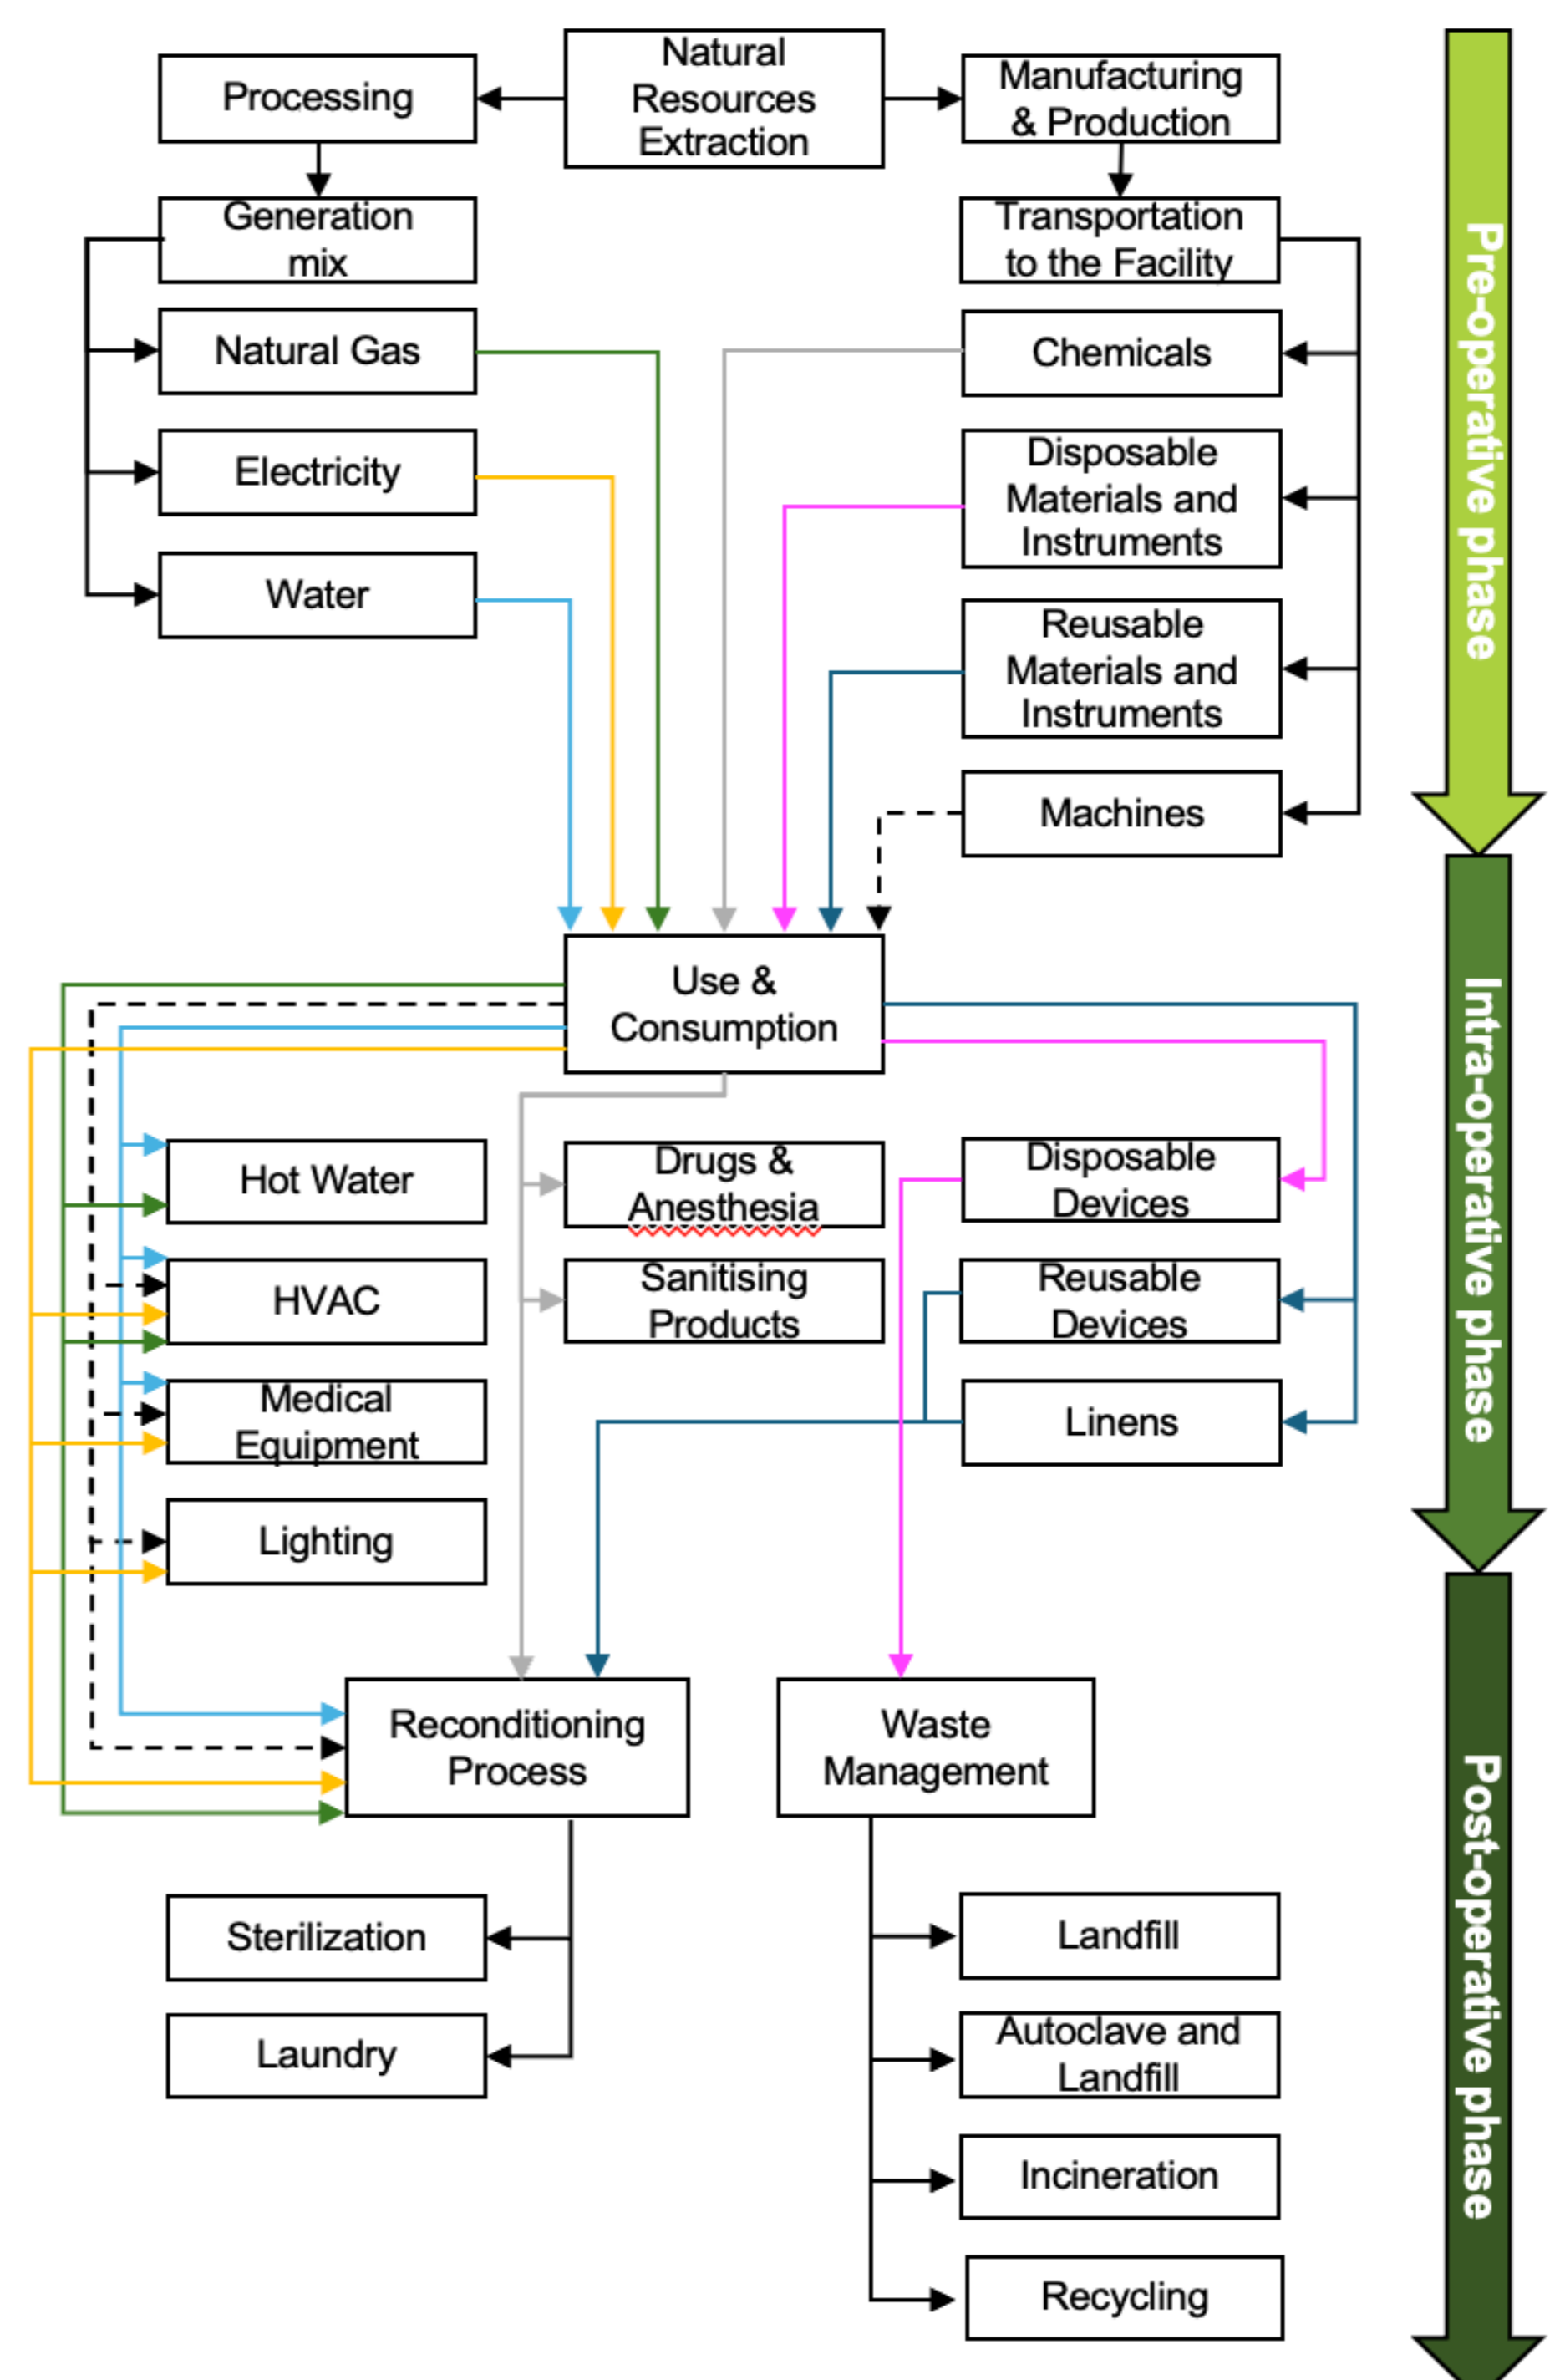 Natural
Resources
Extraction
Processing
Manufacturing
& Production
Generation
mix
Transportation
to the Facility
Natural Gas
Chemicals
Electricity
Disposable
Materials and
Instruments
Water
Reusable
Materials and
Instruments
Machines
Pre-operative phase
Use &
Consumption
Hot Water
Drugs &
Anesthesia
Disposable
Devices
HVAC
Sanitising
Products
Reusable
Devices
Medical
Equipment
Linens
Lighting
Intra-operative phase
Reconditioning
Process
Waste
Management
Sterilization
Landfill
Laundry
Autoclave and
Landfill
Incineration
Recycling
Post-operative phase